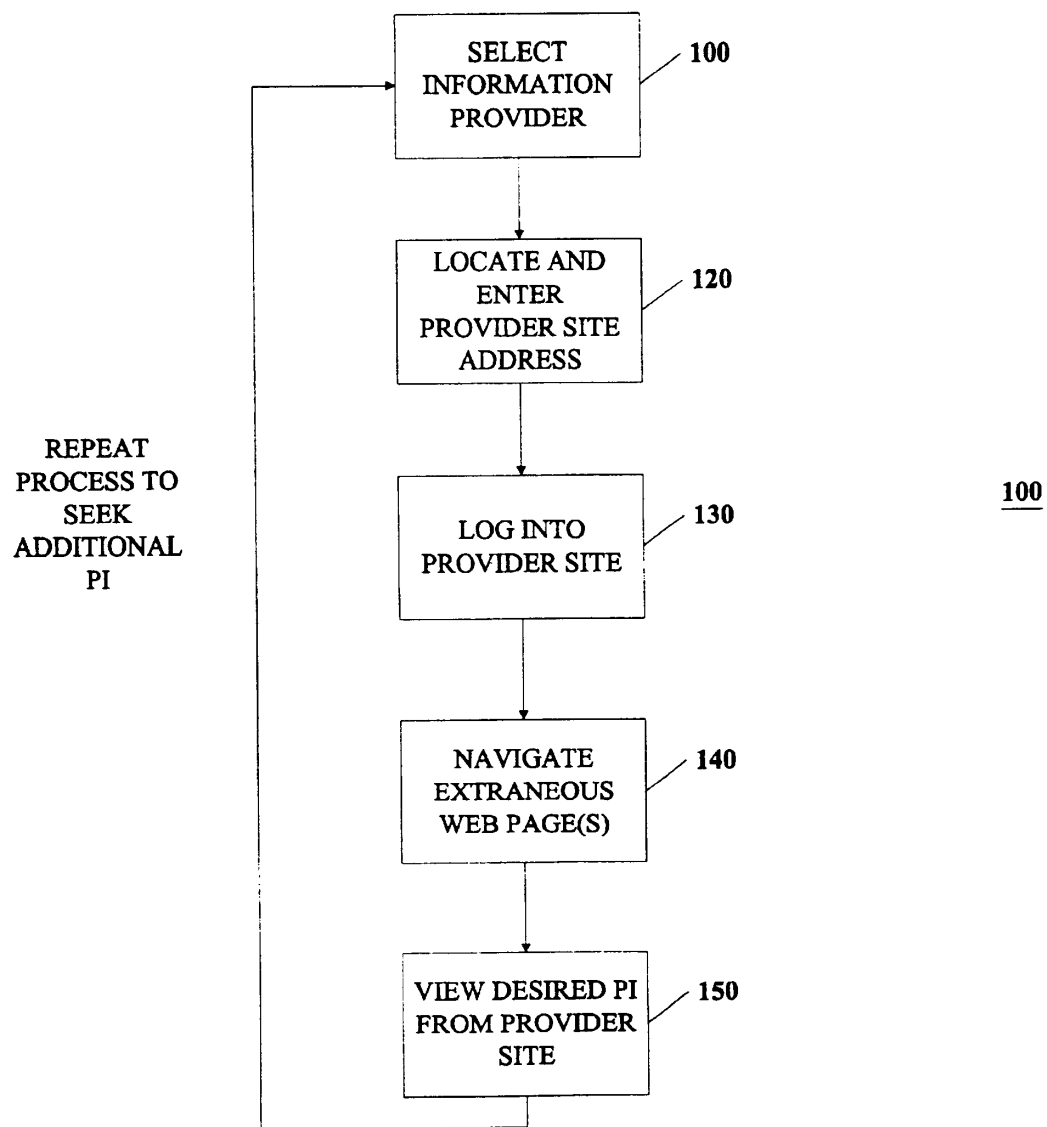 SELECT
INFORMATION
PROVIDER
100
LOCATE AND
ENTER
PROVIDER SITE
ADDRESS
120
REPEAT
PROCESS TO
SEEK
ADDITIONAL
PI
LOG INTO
PROVIDER SITE
130
100
NAVIGATE
EXTRANEOUS
WEB PAGE(S)
140
VIEW DESIRED PI
FROM PROVIDER
SITE
150